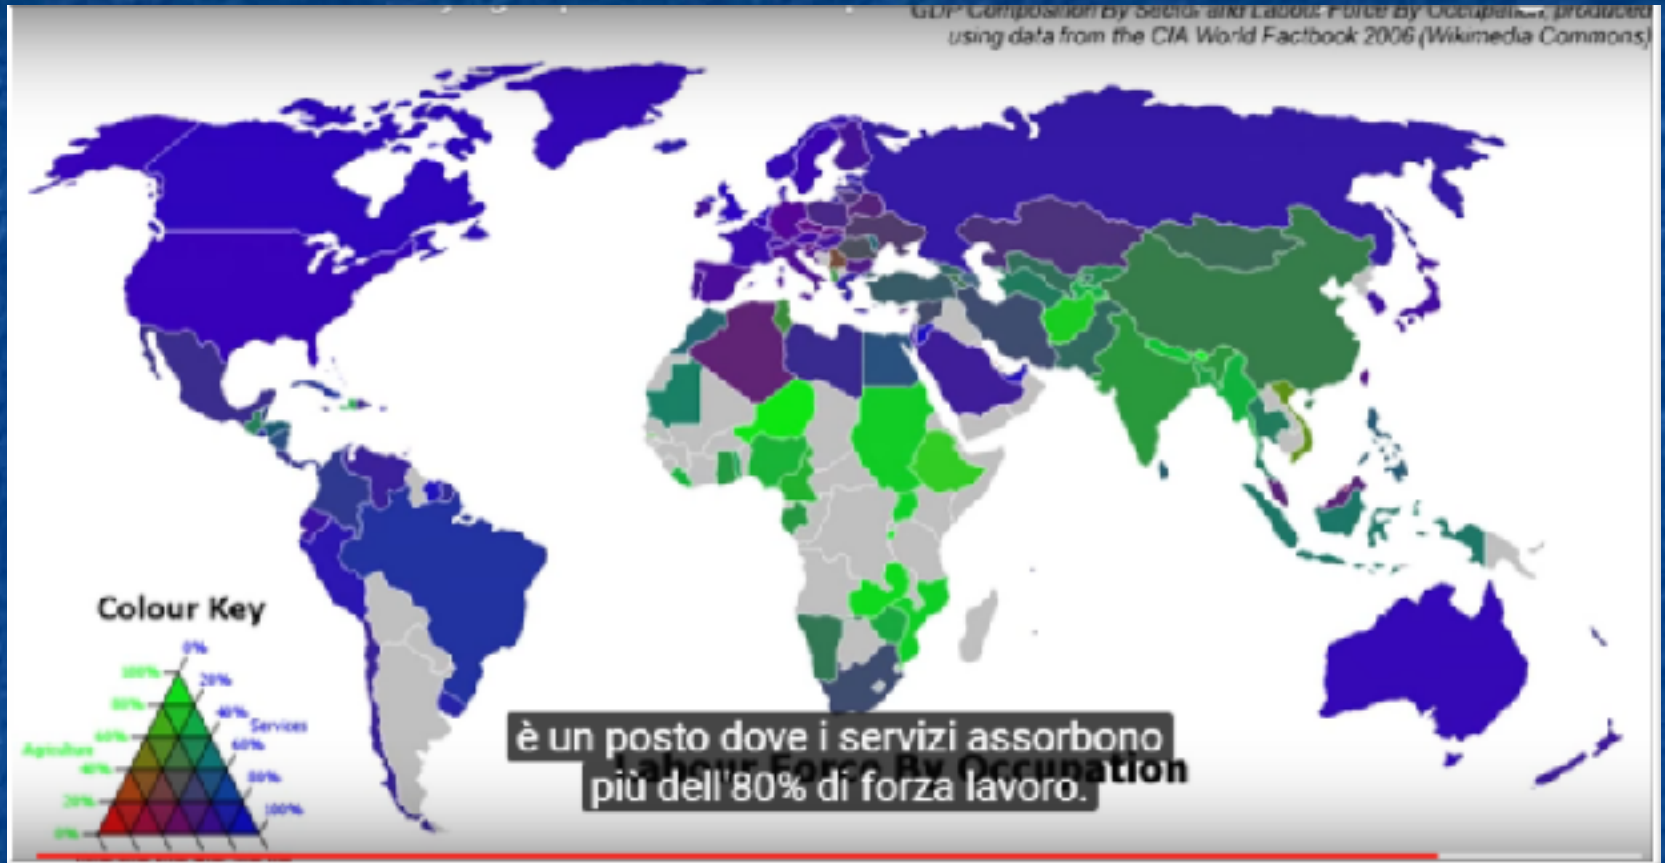 GDP Composition By Sector and Labour Force By Occupation, produced
using data from the CIA World Factbook 2006 (Wikimedia Commons)
Colour Key
0%
100%
20%
80%
40%
Services
60%
60%
Agriculture
40%
80%
20%
100%
0%
è un posto dove i servizi assorbono
Labour Force By Occupation
più dell'80% di forza lavoro.